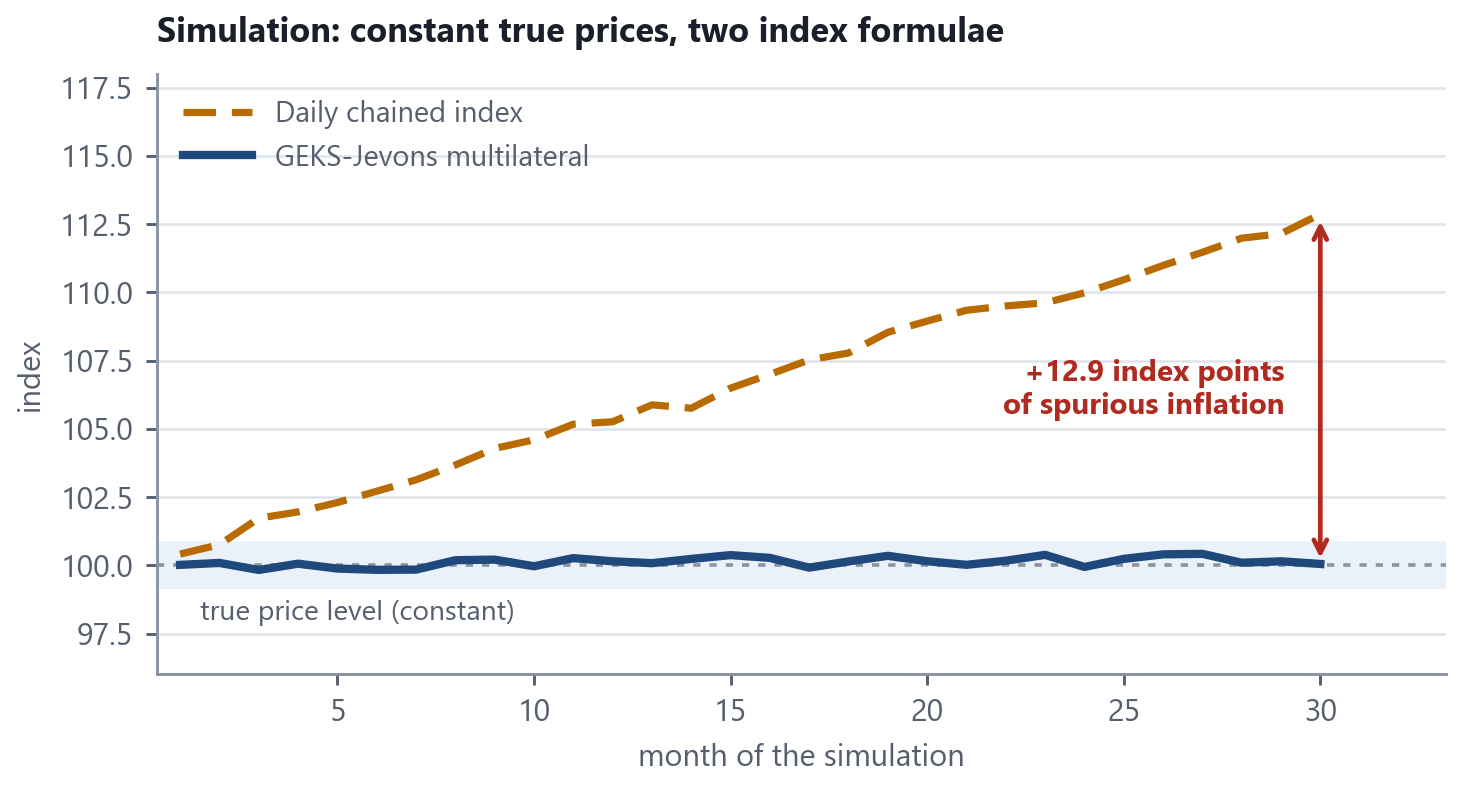 Simulation: constant true prices, two index formulae
117.5
115.0
112.5
110.0
107.5
105.0
102.5
100.0
97.5
index
Daily chained index
GEKS-Jevons multilateral
+12.9 index points
of spurious inflation
true price level (constant)
5
10
15
20
25
30
month of the simulation